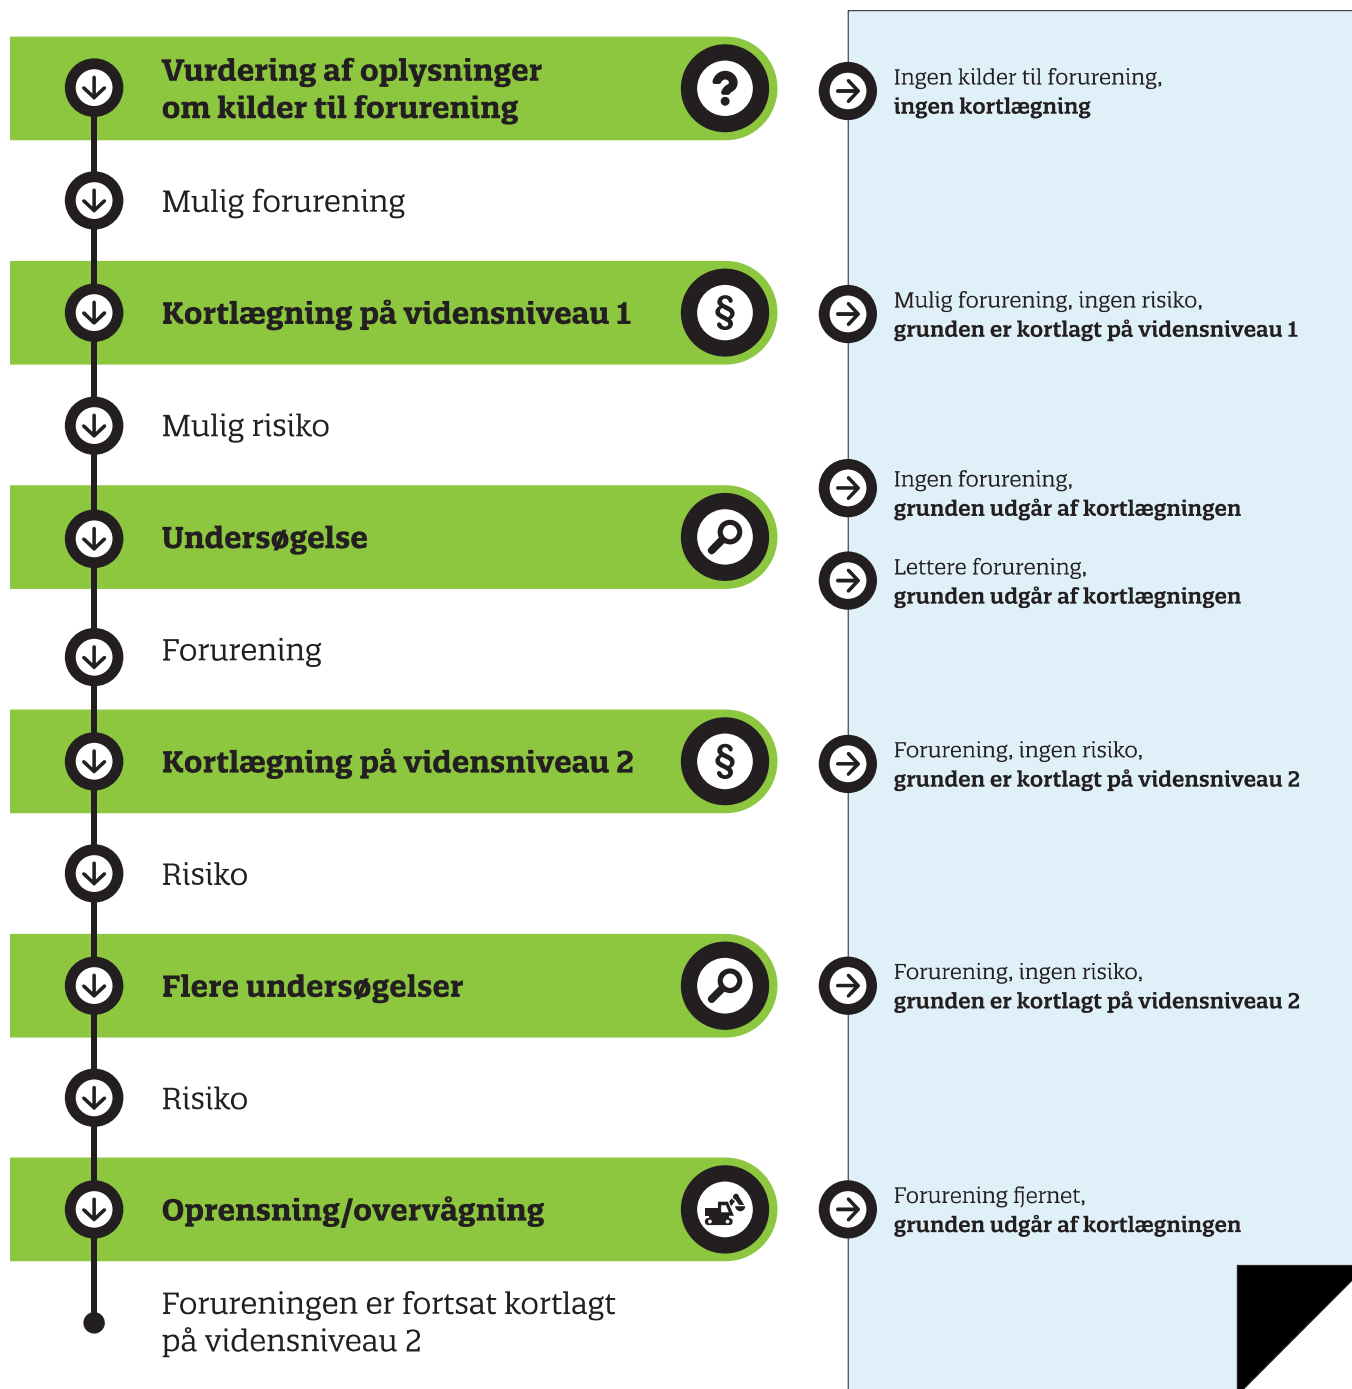 Vurdering af oplysninger
om kilder til forurening
?
Ingen kilder til forurening,
ingen kortlægning
Mulig forurening
Kortlægning på vidensniveau 1
§
Mulig forurening, ingen risiko,
grunden er kortlagt på vidensniveau 1
Mulig risiko
Undersøgelse
Ingen forurening,
grunden udgår af kortlægningen
Lettere forurening,
grunden udgår af kortlægningen
Forurening
Kortlægning på vidensniveau 2
§
Forurening, ingen risiko,
grunden er kortlagt på vidensniveau 2
Risiko
Flere undersøgelser
Forurening, ingen risiko,
grunden er kortlagt på vidensniveau 2
Risiko
Oprensning/overvågning
Forurening fjernet,
grunden udgår af kortlægningen
Forureningen er fortsat kortlagt
på vidensniveau 2